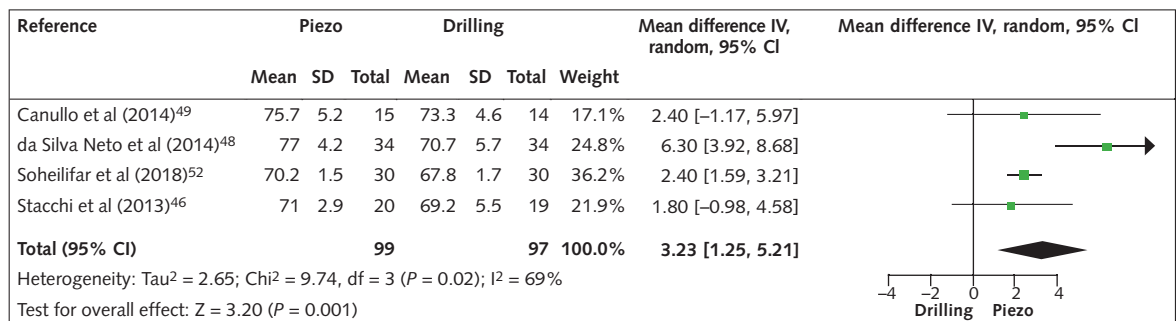 Reference Piezo Drilling Mean difference IV, random, 95% CI Mean difference IV, random, 95% CI
Mean SD Total Mean SD Total Weight
Canullo et al (2014)49 75.7 5.2 15 73.3 4.6 14 17.1% 2.40 [–1.17, 5.97]
da Silva Neto et al (2014)48 77 4.2 34 70.7 5.7 34 24.8% 6.30 [3.92, 8.68]
Soheilifar et al (2018)52 70.2 1.5 30 67.8 1.7 30 36.2% 2.40 [1.59, 3.21]
Stacchi et al (2013)46 71 2.9 20 69.2 5.5 19 21.9% 1.80 [–0.98, 4.58]
Total (95% CI) 99 97 100.0% 3.23 [1.25, 5.21]
Heterogeneity: Tau2 = 2.65; Chi2 = 9.74, df = 3 (P = 0.02); I2 = 69%
Test for overall effect: Z = 3.20 (P = 0.001)
–4 –2 0 2 4
Drilling Piezo